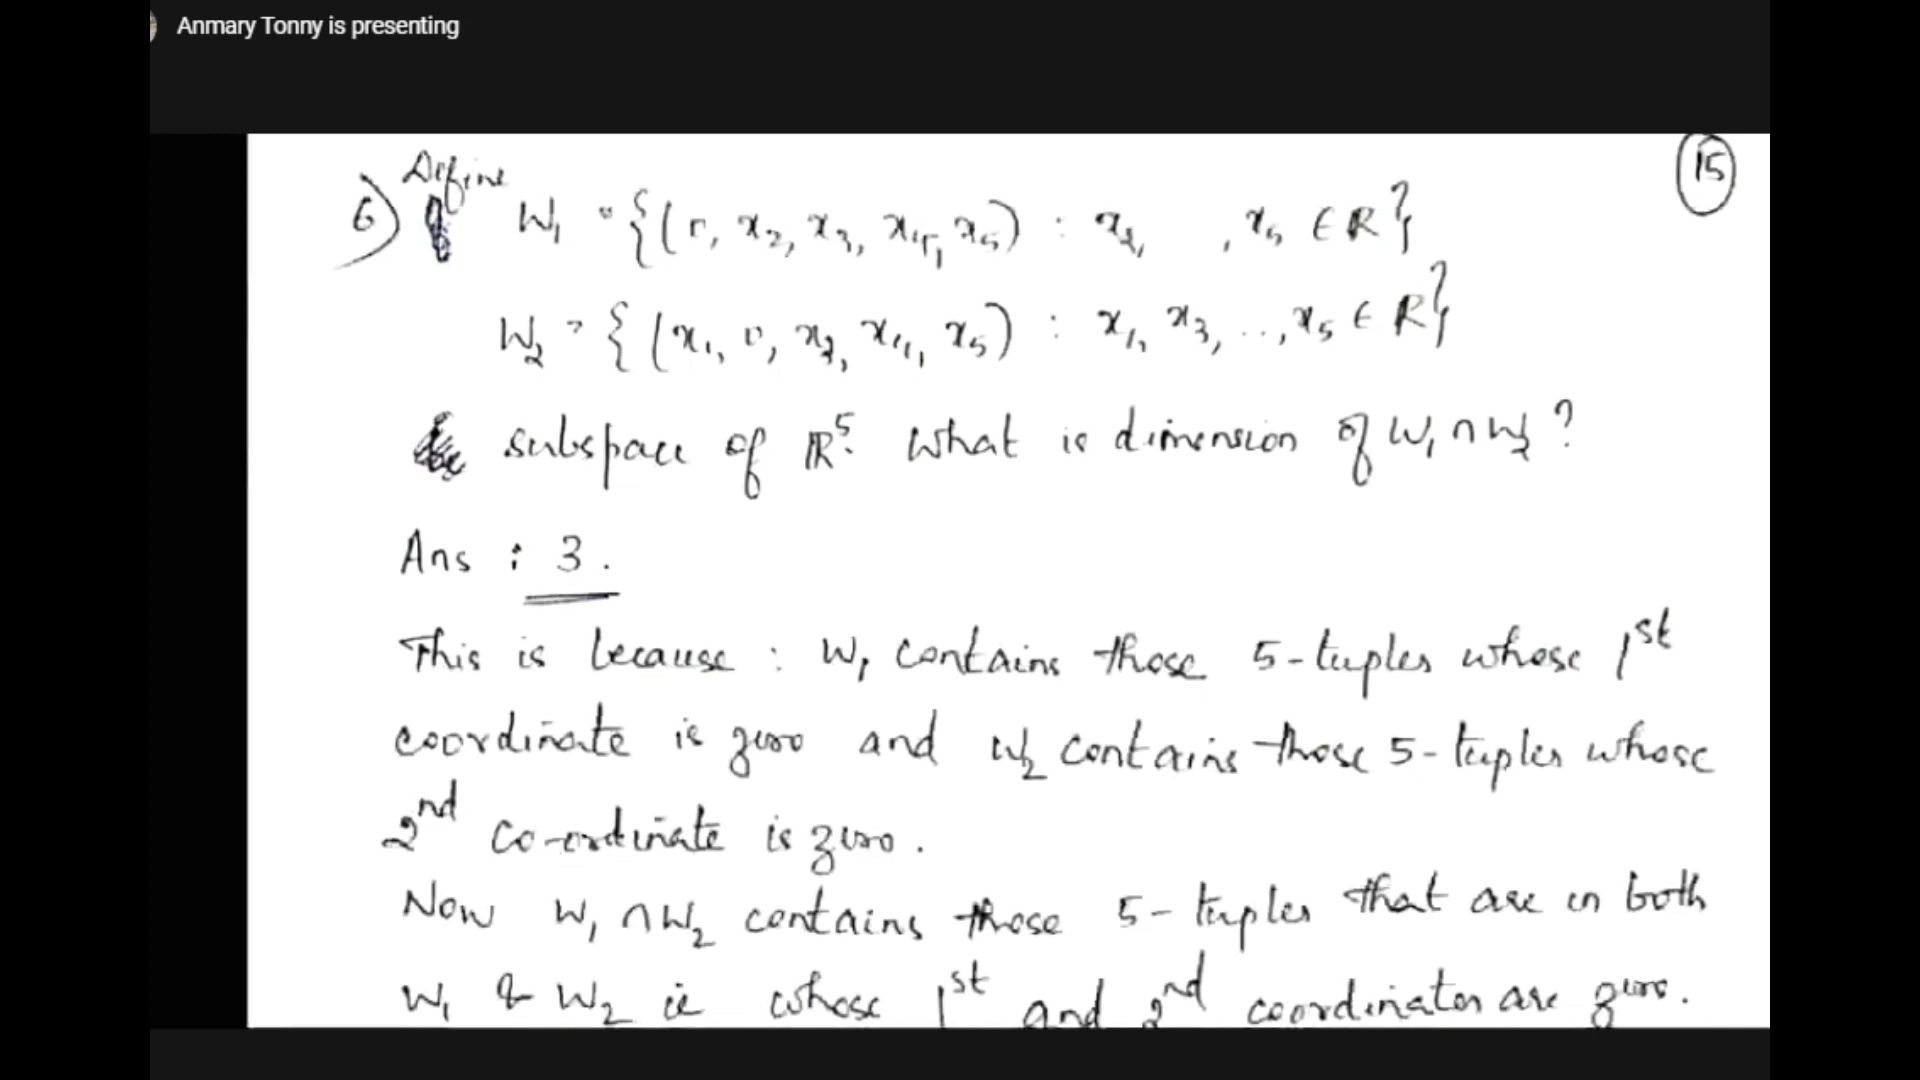 Anmary Tonny is presenting
15
Define
6) W₁ = {(0, x₂, x₃, x₄, x₅) : x₂, , x₅ ∈ R}
W₂ = {(x₁, 0, x₃, x₄, x₅) : x₁, x₃, .., x₅ ∈ R}
subspace of ℝ⁵. What is dimension of W₁ ∩ W₂?
Ans : 3.
This is because : W₁ contains those 5-tuples whose 1st
coordinate is zero and W₂ contains those 5-tuples whose
2nd co-ordinate is zero.
Now W₁ ∩ W₂ contains those 5-tuples that are in both
W₁ & W₂ ie whose 1st and 2nd coordinates are zero.